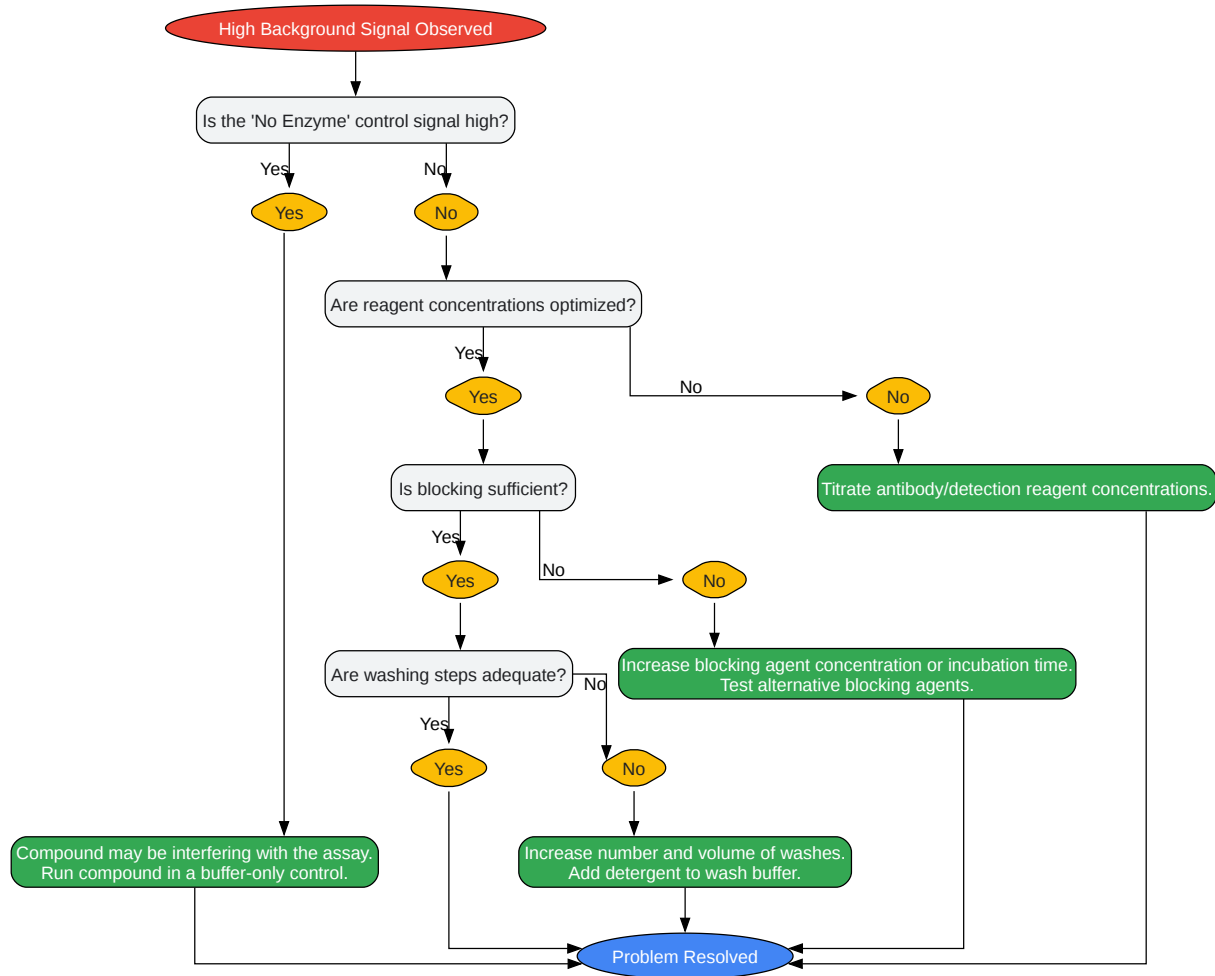 High Background Signal Observed
Is the 'No Enzyme' control signal high?
Yes
No
Yes
No
Are reagent concentrations optimized?
Yes
No
Yes
No
Is blocking sufficient?
Titrate antibody/detection reagent concentrations.
Yes
No
Yes
No
Are washing steps adequate?
Increase blocking agent concentration or incubation time.
Test alternative blocking agents.
No
Yes
Yes
No
Compound may be interfering with the assay.
Run compound in a buffer-only control.
Increase number and volume of washes.
Add detergent to wash buffer.
Problem Resolved